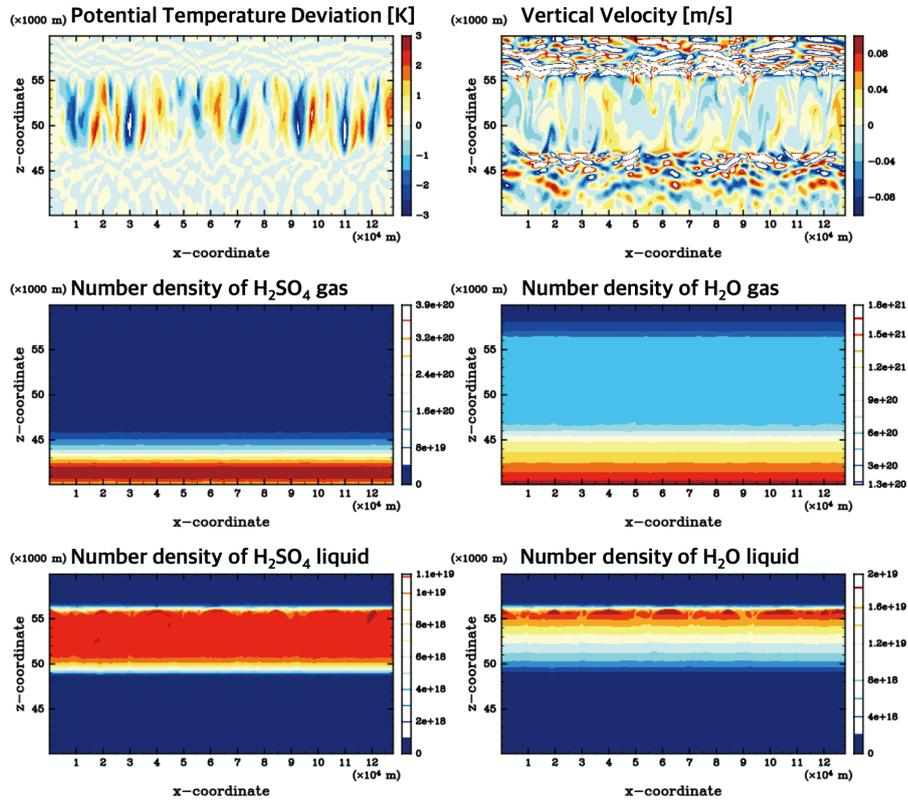 (×1000 m) Potential Temperature Deviation [K]
3
2
1
0
−1
−2
−3
55
50
45
z−coordinate
1 2 3 4 5 6 7 8 9 10 11 12
(×10⁴ m)
x−coordinate
(×1000 m) Vertical Velocity [m/s]
0.08
0.04
0
−0.04
−0.08
55
50
45
z−coordinate
1 2 3 4 5 6 7 8 9 10 11 12
(×10⁴ m)
x−coordinate
(×1000 m) Number density of H₂SO₄ gas
3.9e+20
3.2e+20
2.4e+20
1.6e+20
8e+19
0
55
50
45
z−coordinate
1 2 3 4 5 6 7 8 9 10 11 12
(×10⁴ m)
x−coordinate
(×1000 m) Number density of H₂O gas
1.8e+21
1.5e+21
1.2e+21
9e+20
6e+20
3e+20
1.3e+20
55
50
45
z−coordinate
1 2 3 4 5 6 7 8 9 10 11 12
(×10⁴ m)
x−coordinate
(×1000 m) Number density of H₂SO₄ liquid
1.1e+19
1e+19
8e+18
6e+18
4e+18
2e+18
0
55
50
45
z−coordinate
1 2 3 4 5 6 7 8 9 10 11 12
(×10⁴ m)
x−coordinate
(×1000 m) Number density of H₂O liquid
2e+19
1.6e+19
1.2e+19
8e+18
4e+18
0
55
50
45
z−coordinate
1 2 3 4 5 6 7 8 9 10 11 12
(×10⁴ m)
x−coordinate